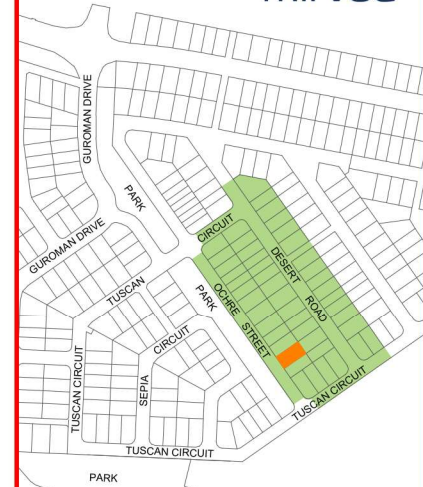 GUROMAN DRIVE
PARK
GUROMAN DRIVE
CIRCUIT
TUSCAN
DESERT
ROAD
PARK
OCHRE STREET
CIRCUIT
SEPIA
TUSCAN CIRCUIT
TUSCAN CIRCUIT
TUSCAN CIRCUIT
PARK